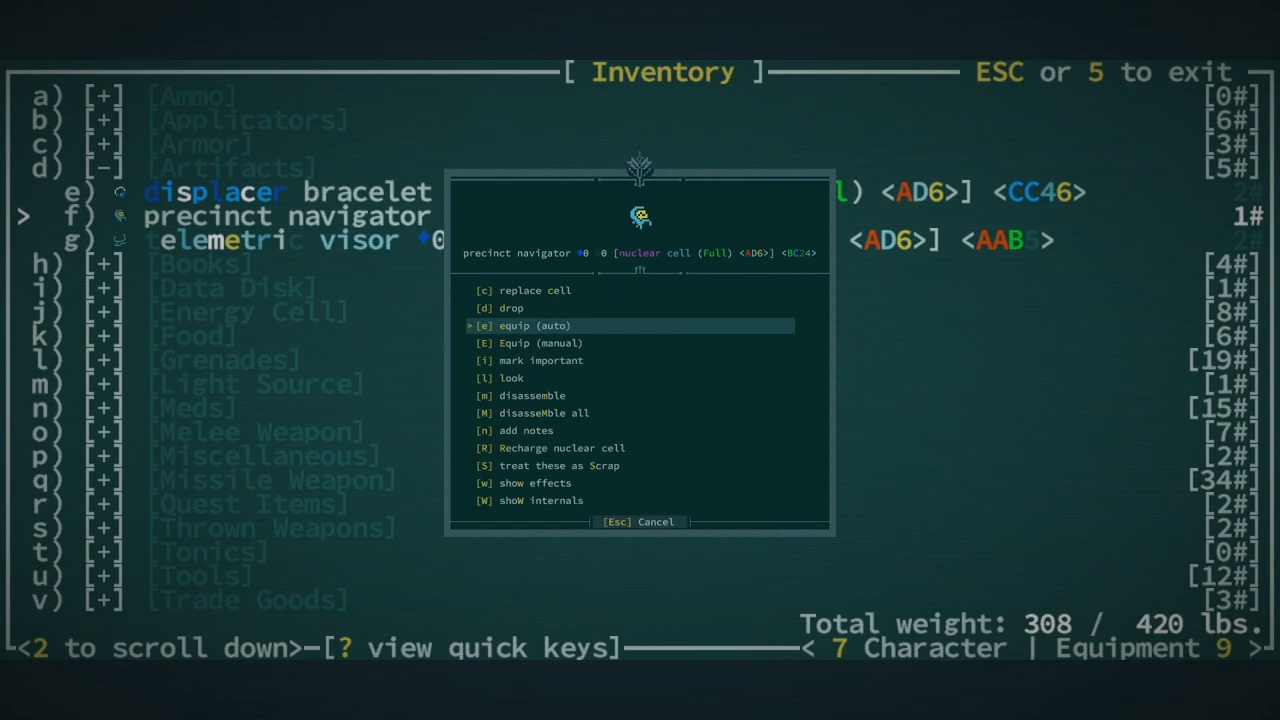 [ Inventory ] ESC or 5 to exit
a) [+] [Ammo] [0#]
b) [+] [Applicators] [6#]
c) [+] [Armor] [3#]
d) [-] [Artifacts] [5#]
e) displacer bracelet l) <AD6>] <CC46> 2#
> f) precinct navigator 1#
g) telemetric visor ♦0 <AD6>] <AAB5> 2#
h) [+] [Books] [4#]
i) [+] [Data Disk] [1#]
j) [+] [Energy Cell] [8#]
k) [+] [Food] [6#]
l) [+] [Grenades] [19#]
m) [+] [Light Source] [1#]
n) [+] [Meds] [15#]
o) [+] [Melee Weapon] [7#]
p) [+] [Miscellaneous] [2#]
q) [+] [Missile Weapon] [34#]
r) [+] [Quest Items] [2#]
s) [+] [Thrown Weapons] [2#]
t) [+] [Tonics] [0#]
u) [+] [Tools] [12#]
v) [+] [Trade Goods] [3#]
Total weight: 308 / 420 lbs.
<2 to scroll down> [? view quick keys] < 7 Character | Equipment 9 >
precinct navigator ♦0 ○0 [nuclear cell (Full) <AD6>] <BC24>
[c] replace cell
[d] drop
> [e] equip (auto)
[E] Equip (manual)
[i] mark important
[l] look
[m] disassemble
[M] disasseMble all
[n] add notes
[R] Recharge nuclear cell
[S] treat these as Scrap
[w] show effects
[W] shoW internals
[Esc] Cancel